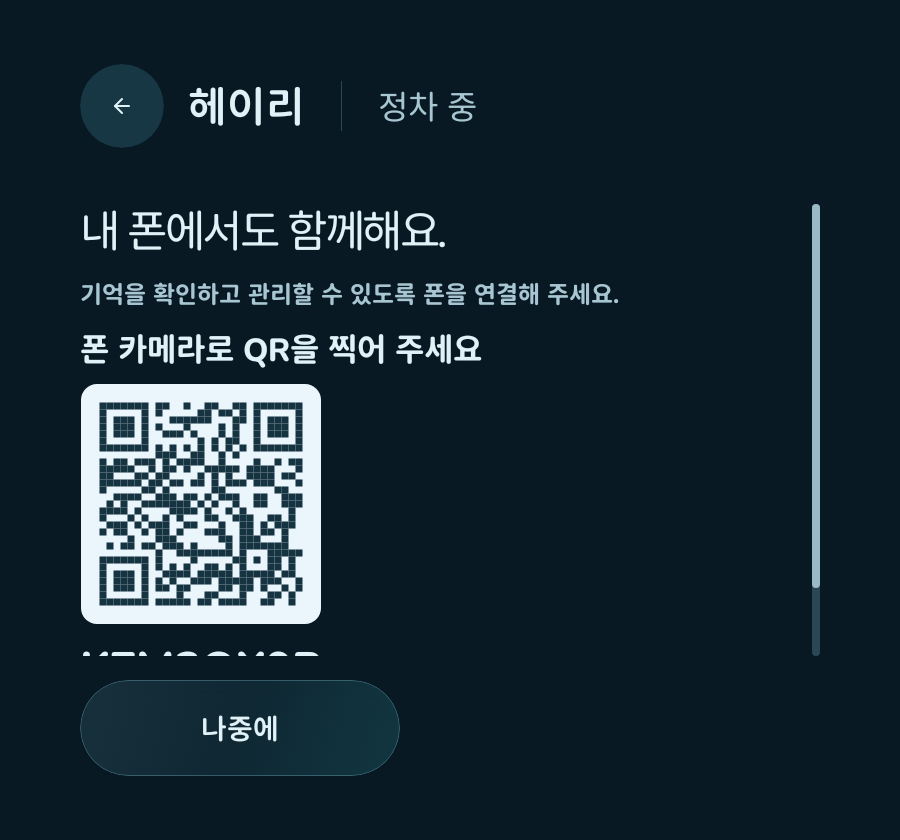 헤이리
정차 중
내 폰에서도 함께해요.
기억을 확인하고 관리할 수 있도록 폰을 연결해 주세요.
폰 카메라로 QR을 찍어 주세요
나중에